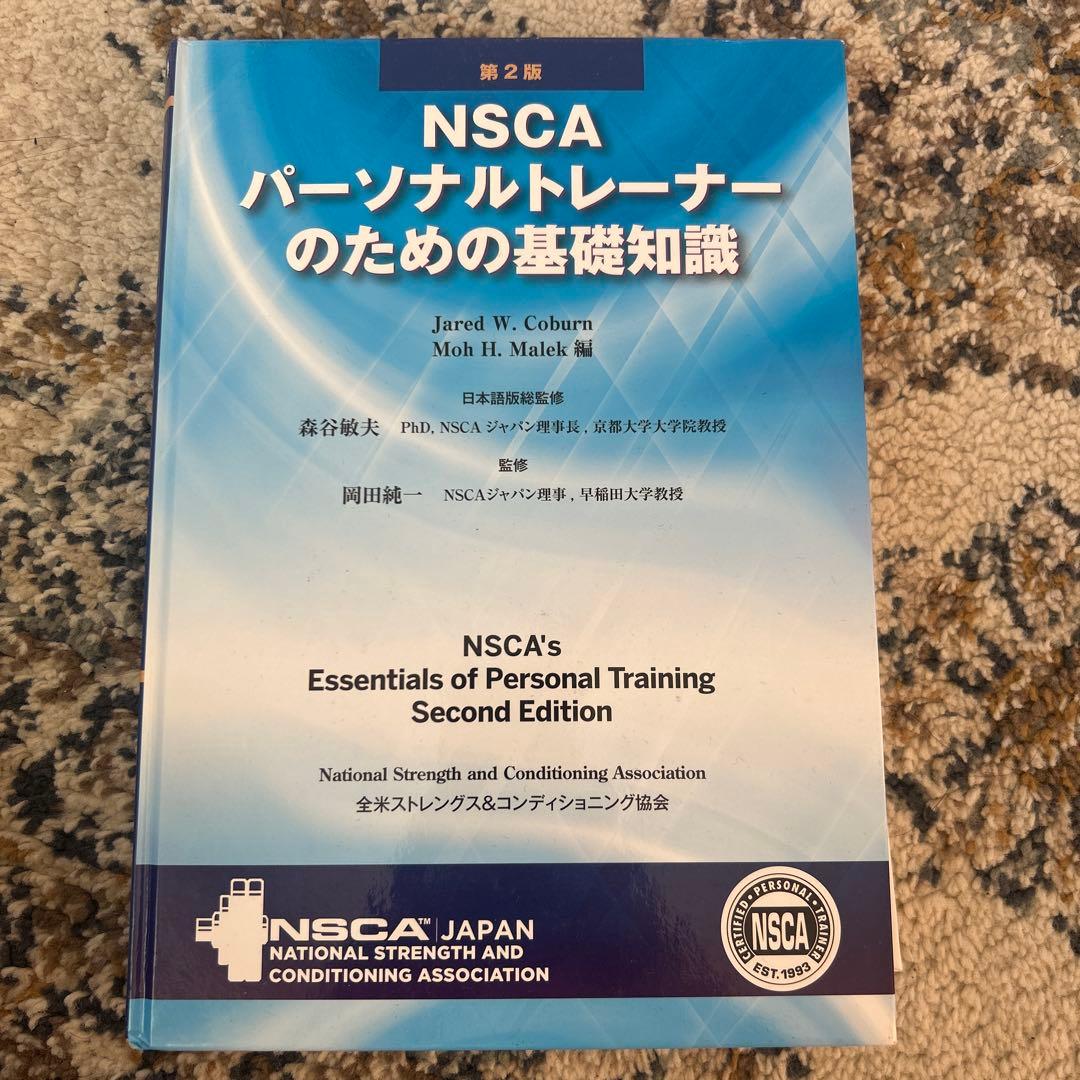 第2版
NSCA
パーソナルトレーナー
のための基礎知識
Jared W. Coburn
Moh H. Malek 編
日本語版総監修
森谷敏夫 PhD, NSCA ジャパン理事長, 京都大学大学院教授
監修
岡田純一 NSCAジャパン理事, 早稲田大学教授
NSCA's
Essentials of Personal Training
Second Edition
National Strength and Conditioning Association
全米ストレングス&コンディショニング協会
NSCA™ JAPAN
NATIONAL STRENGTH AND
CONDITIONING ASSOCIATION
CERTIFIED • PERSONAL • TRAINER
NSCA
EST. 1993